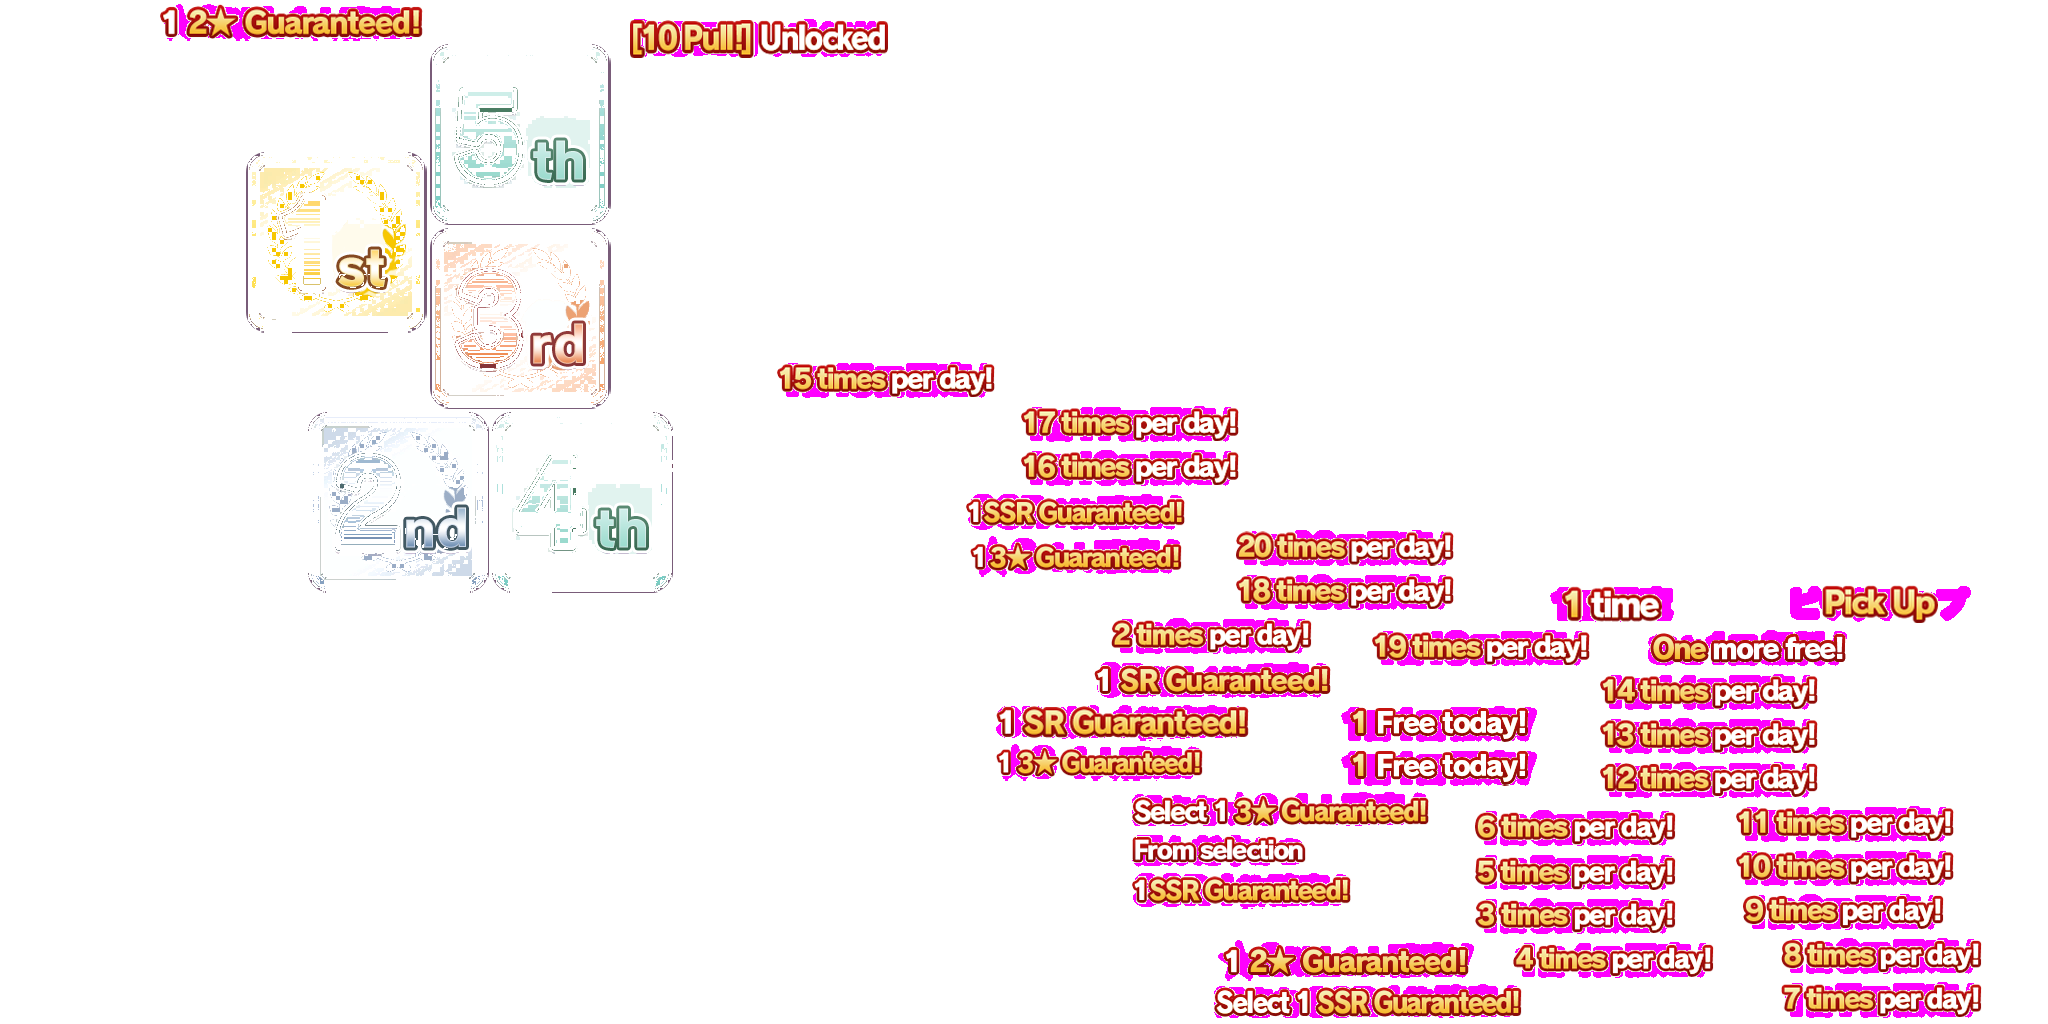 1 2★ Guaranteed!
[10 Pull!] Unlocked
5th
1st
3rd
15 times per day!
17 times per day!
16 times per day!
1 SSR Guaranteed!
2nd
4th
20 times per day!
1 3★ Guaranteed!
18 times per day!
1 time
ピ Pick Up プ
2 times per day!
19 times per day!
One more free!
1 SR Guaranteed!
14 times per day!
1 SR Guaranteed!
1 Free today!
13 times per day!
1 3★ Guaranteed!
1 Free today!
12 times per day!
Select 1 3★ Guaranteed!
6 times per day!
11 times per day!
From selection
5 times per day!
10 times per day!
1 SSR Guaranteed!
3 times per day!
9 times per day!
1 2★ Guaranteed!
4 times per day!
8 times per day!
Select 1 SSR Guaranteed!
7 times per day!